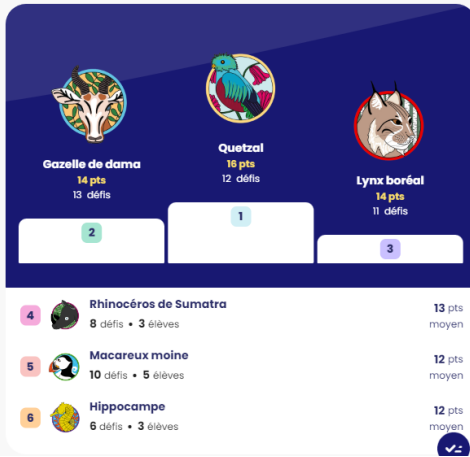 Quetzal
16 pts
12 défis
Gazelle de dama
14 pts
13 défis
Lynx boréal
14 pts
11 défis
2
1
3
4
Rhinocéros de Sumatra
8 défis • 3 élèves
13 pts
moyen
5
Macareux moine
10 défis • 5 élèves
12 pts
moyen
6
Hippocampe
6 défis • 3 élèves
12 pts
moyen